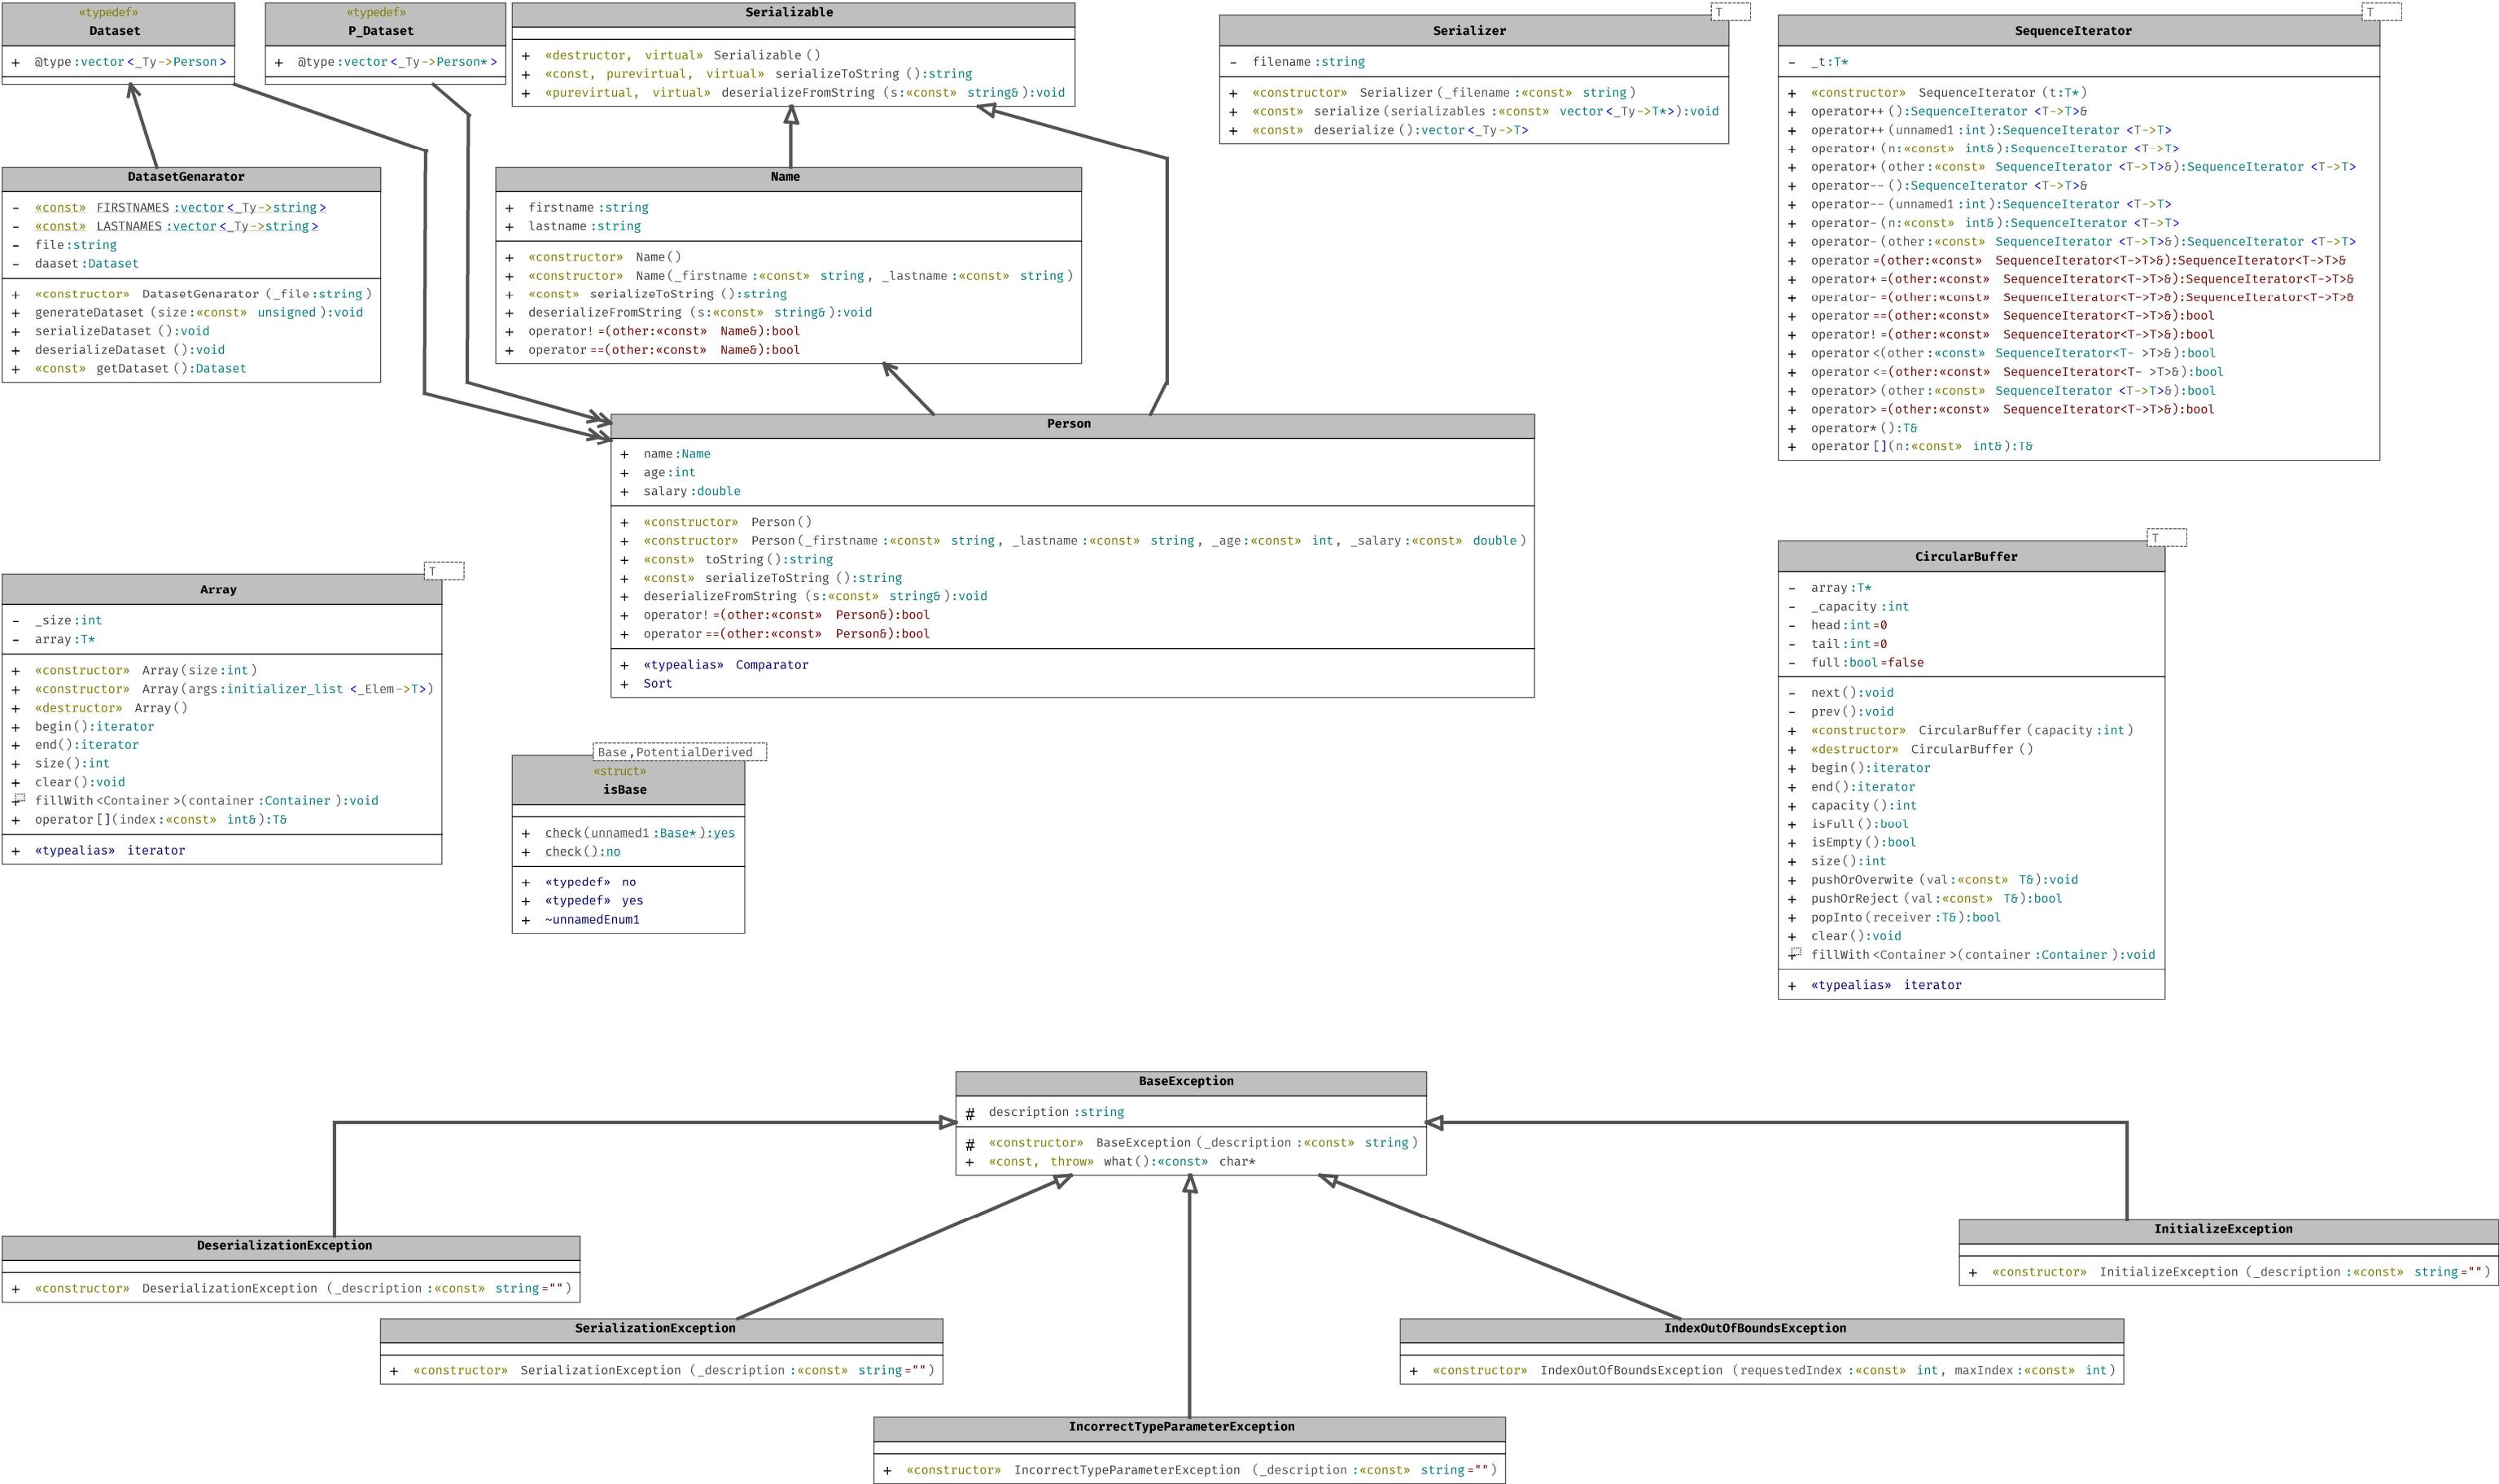 «typedef»
Dataset
+ @type:vector<_Ty->Person>
«typedef»
P_Dataset
+ @type:vector<_Ty->Person*>
Serializable
+ «destructor, virtual» Serializable()
+ «const, purevirtual, virtual» serializeToString():string
+ «purevirtual, virtual» deserializeFromString(s:«const» string&):void
T
Serializer
- filename:string
+ «constructor» Serializer(_filename:«const» string)
+ «const» serialize(serializables:«const» vector<_Ty->T*>):void
+ «const» deserialize():vector<_Ty->T>
T
SequenceIterator
- _t:T*
+ «constructor» SequenceIterator(t:T*)
+ operator++():SequenceIterator<T->T>&
+ operator++(unnamed1:int):SequenceIterator<T->T>
+ operator+(n:«const» int&):SequenceIterator<T->T>
+ operator+(other:«const» SequenceIterator<T->T>&):SequenceIterator<T->T>
+ operator--():SequenceIterator<T->T>&
+ operator--(unnamed1:int):SequenceIterator<T->T>
+ operator-(n:«const» int&):SequenceIterator<T->T>
+ operator-(other:«const» SequenceIterator<T->T>&):SequenceIterator<T->T>
+ operator=(other:«const» SequenceIterator<T->T>&):SequenceIterator<T->T>&
+ operator+=(other:«const» SequenceIterator<T->T>&):SequenceIterator<T->T>&
+ operator-=(other:«const» SequenceIterator<T->T>&):SequenceIterator<T->T>&
+ operator==(other:«const» SequenceIterator<T->T>&):bool
+ operator!=(other:«const» SequenceIterator<T->T>&):bool
+ operator<(other:«const» SequenceIterator<T- >T>&):bool
+ operator<=(other:«const» SequenceIterator<T- >T>&):bool
+ operator>(other:«const» SequenceIterator<T->T>&):bool
+ operator>=(other:«const» SequenceIterator<T->T>&):bool
+ operator*():T&
+ operator[](n:«const» int&):T&
DatasetGenarator
- «const» FIRSTNAMES:vector<_Ty->string>
- «const» LASTNAMES:vector<_Ty->string>
- file:string
- daaset:Dataset
+ «constructor» DatasetGenarator(_file:string)
+ generateDataset(size:«const» unsigned):void
+ serializeDataset():void
+ deserializeDataset():void
+ «const» getDataset():Dataset
Name
+ firstname:string
+ lastname:string
+ «constructor» Name()
+ «constructor» Name(_firstname:«const» string, _lastname:«const» string)
+ «const» serializeToString():string
+ deserializeFromString(s:«const» string&):void
+ operator!=(other:«const» Name&):bool
+ operator==(other:«const» Name&):bool
Person
+ name:Name
+ age:int
+ salary:double
+ «constructor» Person()
+ «constructor» Person(_firstname:«const» string, _lastname:«const» string, _age:«const» int, _salary:«const» double)
+ «const» toString():string
+ «const» serializeToString():string
+ deserializeFromString(s:«const» string&):void
+ operator!=(other:«const» Person&):bool
+ operator==(other:«const» Person&):bool
+ «typealias» Comparator
+ Sort
T
Array
- _size:int
- array:T*
+ «constructor» Array(size:int)
+ «constructor» Array(args:initializer_list<_Elem->T>)
+ «destructor» Array()
+ begin():iterator
+ end():iterator
+ size():int
+ clear():void
+ fillWith<Container>(container:Container):void
+ operator[](index:«const» int&):T&
+ «typealias» iterator
Base,PotentialDerived
«struct»
isBase
+ check(unnamed1:Base*):yes
+ check():no
+ «typedef» no
+ «typedef» yes
+ ~unnamedEnum1
T
CircularBuffer
- array:T*
- _capacity:int
- head:int=0
- tail:int=0
- full:bool=false
- next():void
- prev():void
+ «constructor» CircularBuffer(capacity:int)
+ «destructor» CircularBuffer()
+ begin():iterator
+ end():iterator
+ capacity():int
+ isFull():bool
+ isEmpty():bool
+ size():int
+ pushOrOverwite(val:«const» T&):void
+ pushOrReject(val:«const» T&):bool
+ popInto(receiver:T&):bool
+ clear():void
+ fillWith<Container>(container:Container):void
+ «typealias» iterator
BaseException
# description:string
# «constructor» BaseException(_description:«const» string)
+ «const, throw» what():«const» char*
DeserializationException
+ «constructor» DeserializationException(_description:«const» string="")
InitializeException
+ «constructor» InitializeException(_description:«const» string="")
SerializationException
+ «constructor» SerializationException(_description:«const» string="")
IndexOutOfBoundsException
+ «constructor» IndexOutOfBoundsException(requestedIndex:«const» int, maxIndex:«const» int)
IncorrectTypeParameterException
+ «constructor» IncorrectTypeParameterException(_description:«const» string="")